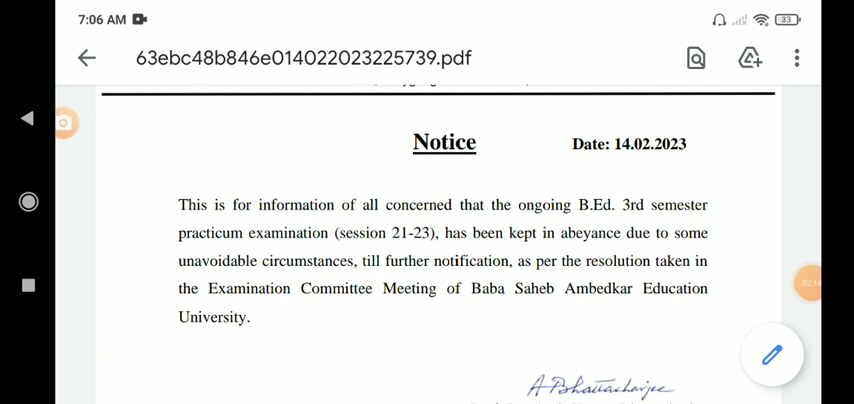 7:06 AM
33
63ebc48b846e014022023225739.pdf
Notice
Date: 14.02.2023
This is for information of all concerned that the ongoing B.Ed. 3rd semester
practicum examination (session 21-23), has been kept in abeyance due to some
unavoidable circumstances, till further notification, as per the resolution taken in
the Examination Committee Meeting of Baba Saheb Ambedkar Education
University.
02:14
A Bhattacharjee